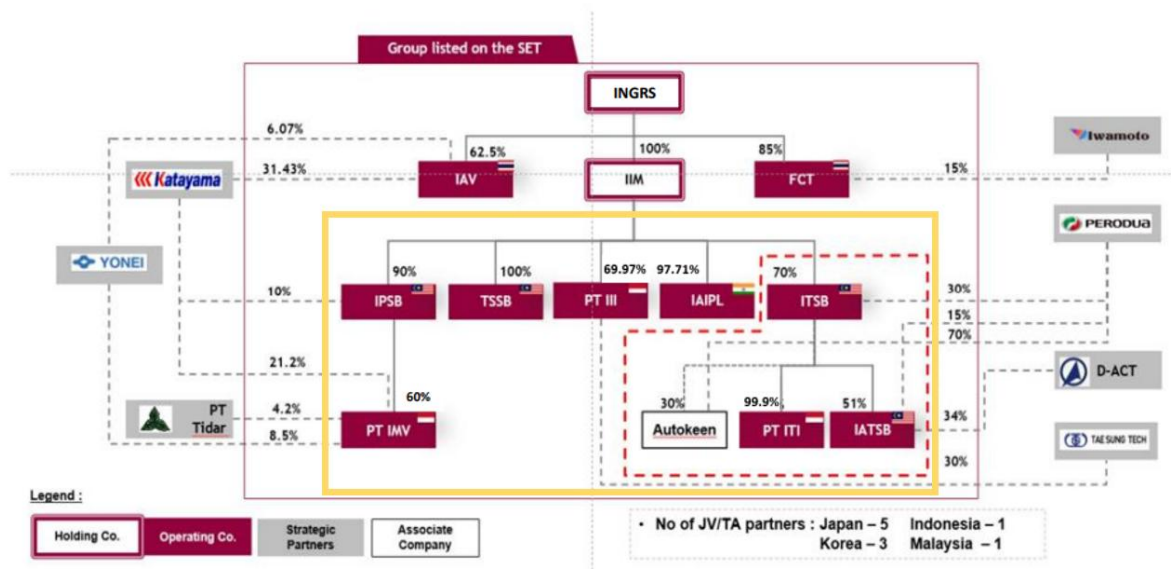 Group listed on the SET
INGRS
6.07%
62.5%
100%
85%
Iwamoto
Katayama
31.43%
IAV
IIM
FCT
15%
PERODUA
YONEI
90%
100%
69.97%
97.71%
70%
10%
IPSB
TSSB
PT III
IAIPL
ITSB
30%
15%
70%
21.2%
D-ACT
60%
30%
99.9%
51%
PT
Tidar
4.2%
8.5%
PT IMV
Autokeen
PT ITI
IATSB
34%
TAE SUNG TECH
30%
Legend :
Holding Co.
Operating Co.
Strategic
Partners
Associate
Company
• No of JV/TA partners : Japan – 5 Indonesia – 1
Korea – 3 Malaysia – 1